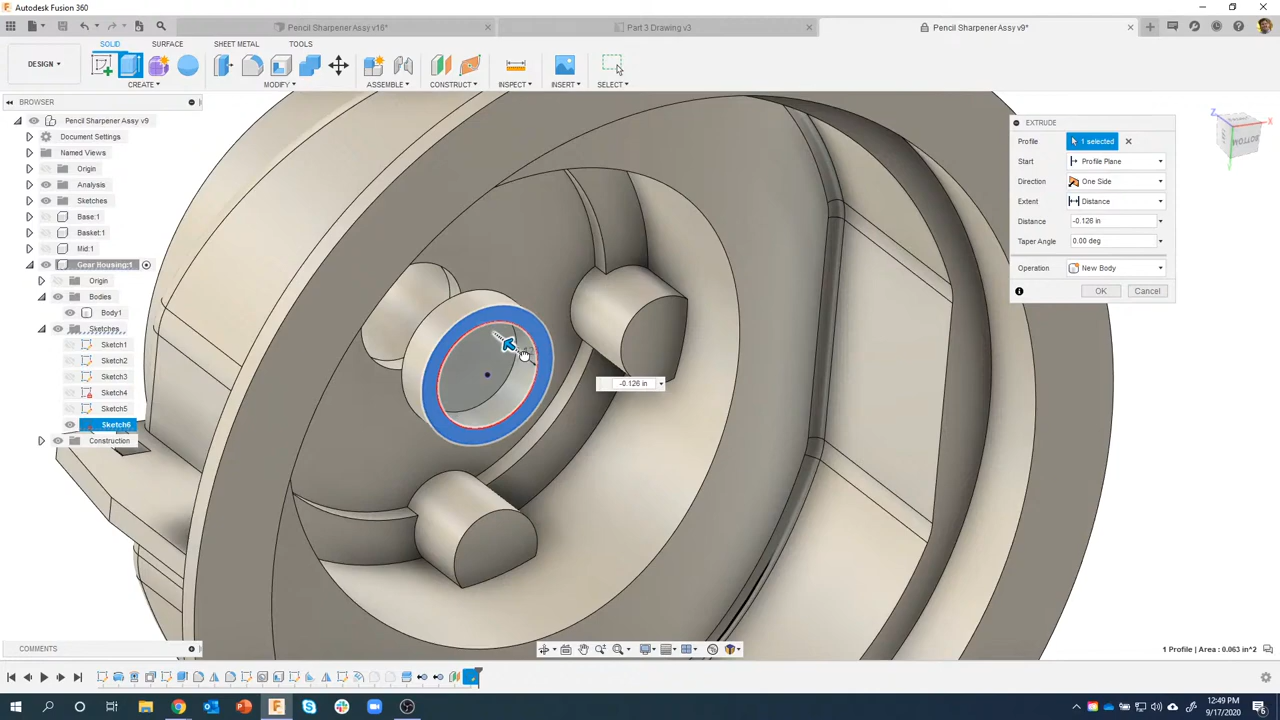 Autodesk Fusion 360
Pencil Sharpener Assy v16*
Part 3 Drawing v3
Pencil Sharpener Assy v9*
DESIGN
SOLID
SURFACE
SHEET METAL
TOOLS
CREATE
MODIFY
ASSEMBLE
CONSTRUCT
INSPECT
INSERT
SELECT
BROWSER
Pencil Sharpener Assy v9
Document Settings
Named Views
Origin
Analysis
Sketches
Base:1
Basket:1
Mid:1
Gear Housing:1
Origin
Bodies
Body1
Sketches
Sketch1
Sketch2
Sketch3
Sketch4
Sketch5
Sketch6
Construction
Z
X
BOTTOM
EXTRUDE
Profile 1 selected
Start Profile Plane
Direction One Side
Extent Distance
Distance -0.126 in
Taper Angle 0.00 deg
Operation New Body
OK Cancel
-0.126 in
COMMENTS
1 Profile | Area : 0.063 in^2
12:49 PM
9/17/2020